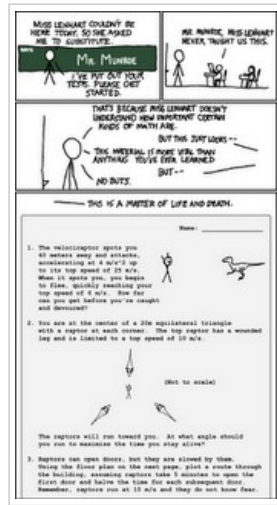 MISS LENHART COULDN'T BE
HERE TODAY, SO SHE ASKED
ME TO SUBSTITUTE.
MR. MUNROE
I'VE PUT OUT YOUR
TESTS. PLEASE GET
STARTED.
MR. MUNROE, MISS LENHART
NEVER TAUGHT US THIS.
THAT'S BECAUSE MISS LENHART DOESN'T
UNDERSTAND HOW IMPORTANT CERTAIN
KINDS OF MATH ARE.
BUT THIS JUST LOOKS--
THIS MATERIAL IS MORE VITAL THAN
ANYTHING YOU'VE EVER LEARNED
BUT--
NO BUTS.
THIS IS A MATTER OF LIFE AND DEATH.
Name:
1. The velociraptor spots you
40 meters away and attacks,
accelerating at 4 m/s^2 up
to its top speed of 25 m/s.
When it spots you, you begin
to flee, quickly reaching your
top speed of 6 m/s. How far
can you get before you're caught
and devoured?
2. You are at the center of a 20m equilateral triangle
with a raptor at each corner. The top raptor has a wounded
leg and is limited to a top speed of 10 m/s.
(Not to scale)
The raptors will run toward you. At what angle should
you run to maximize the time you stay alive?
3. Raptors can open doors, but they are slowed by them.
Using the floor plan on the next page, plot a route through
the building, assuming raptors take 5 minutes to open the
first door and halve the time for each subsequent door.
Remember, raptors run at 10 m/s and they do not know fear.